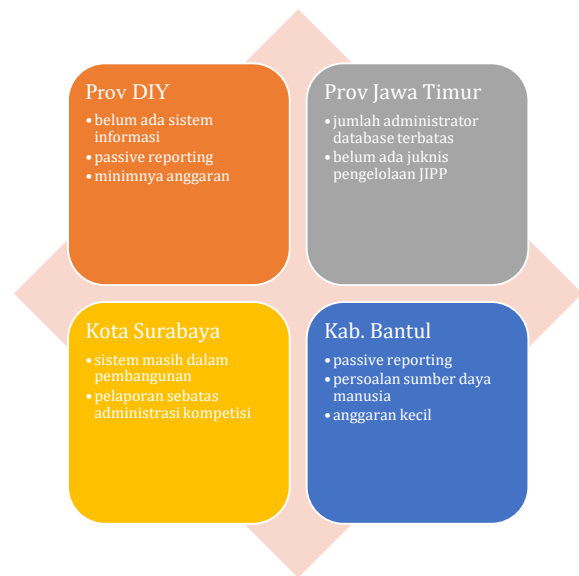 Prov DIY
• belum ada sistem
informasi
• passive reporting
• minimnya anggaran
Prov Jawa Timur
• jumlah administrator
database terbatas
• belum ada juknis
pengelolaan JIPP
Kota Surabaya
• sistem masih dalam
pembangunan
• pelaporan sebatas
administrasi kompetisi
Kab. Bantul
• passive reporting
• persoalan sumber daya
manusia
• anggaran kecil